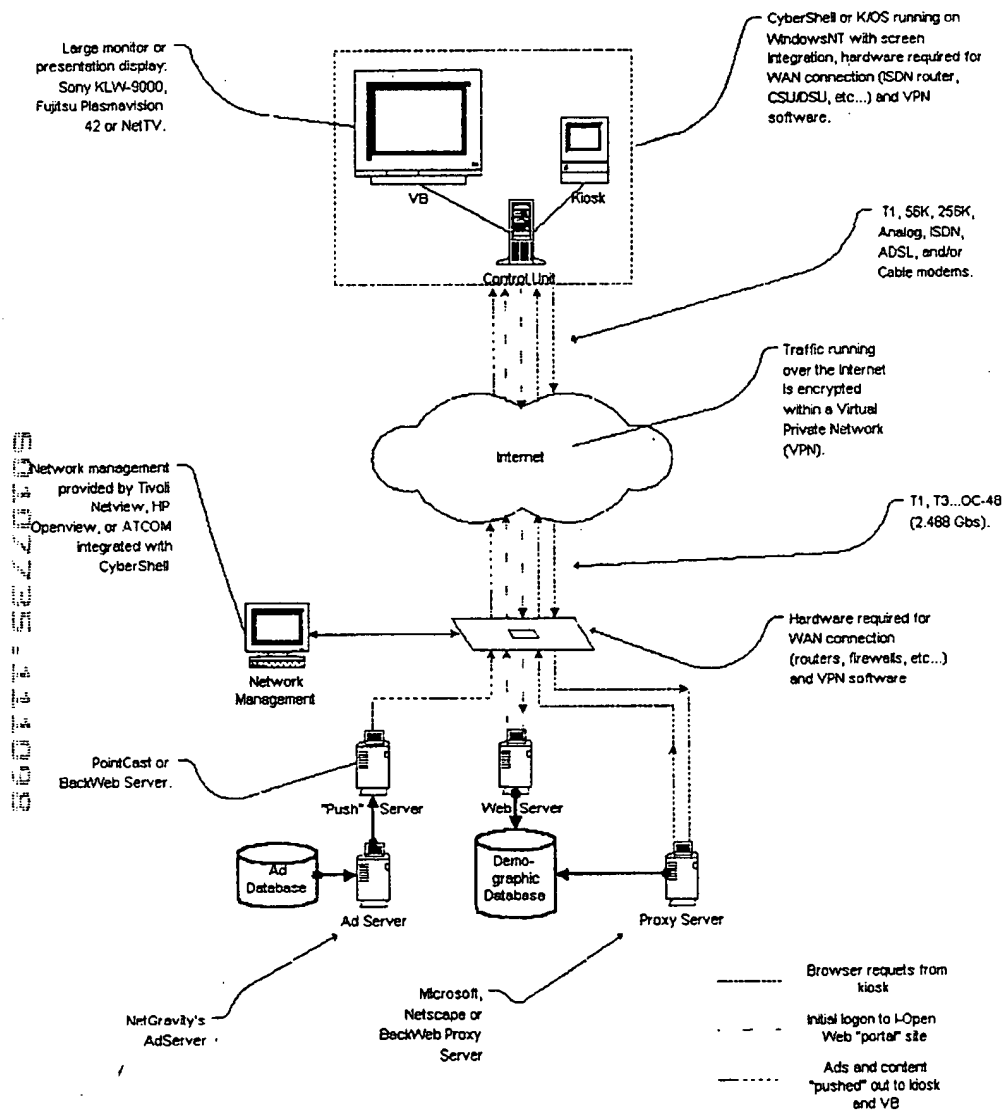 Large monitor or
presentation display:
Sony KLW-9000,
Fujitsu Plasmavision
42 or NetTV.
CyberShell or K/OS running on
WindowsNT with screen
Integration, hardware required for
WAN connection (ISDN router,
CSU/DSU, etc...) and VPN
software.
VB
Kiosk
Control Unit
T1, 56K, 256K,
Analog, ISDN,
ADSL, and/or
Cable modems.
Traffic running
over the Internet
is encrypted
within a Virtual
Private Network
(VPN).
Internet
Network management
provided by Tivoli
Netview, HP
Openview, or ATCOM
integrated with
CyberShell
T1, T3...OC-48
(2.488 Gbs).
Network
Management
Hardware required for
WAN connection
(routers, firewalls, etc...)
and VPN software
PointCast or
BackWeb Server.
"Push" Server
Web Server
Ad
Database
Ad Server
Demo-
graphic
Database
Proxy Server
NetGravity's
AdServer
Microsoft,
Netscape or
BackWeb Proxy
Server
Browser requets from
kiosk
Initial logon to I-Open
Web "portal" site
Ads and content
"pushed" out to kiosk
and VB